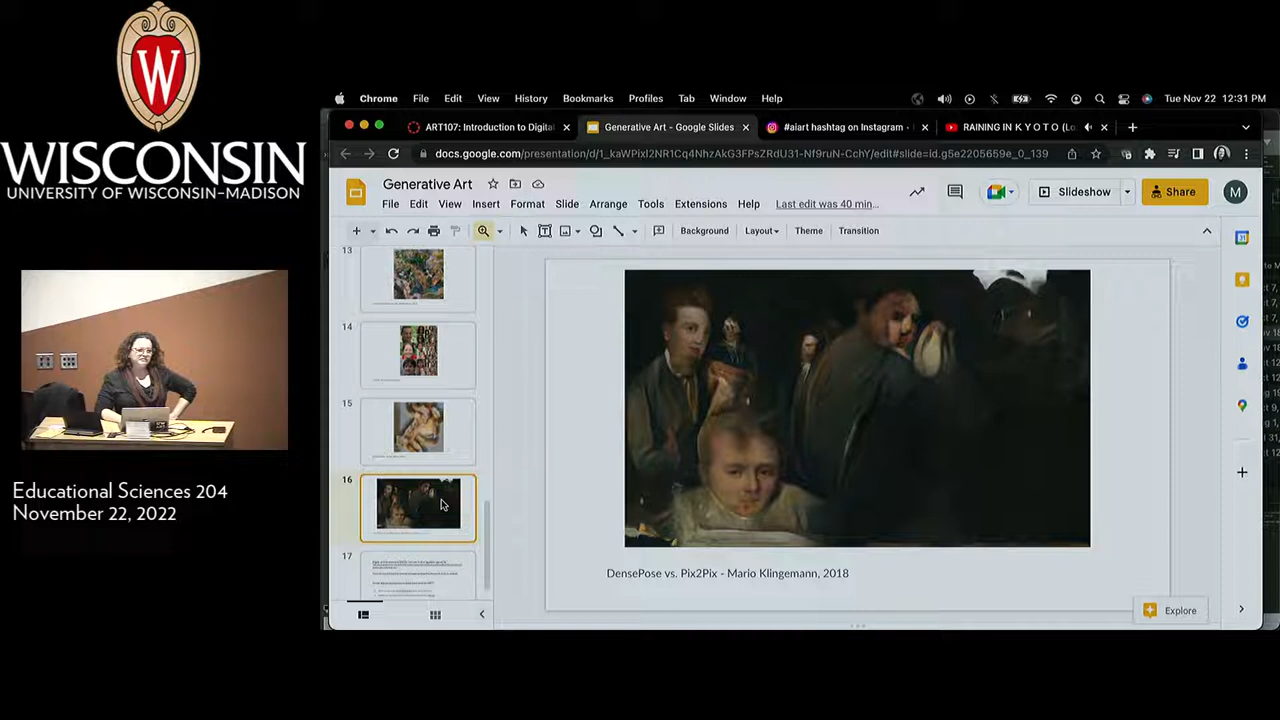 W
WISCONSIN
UNIVERSITY OF WISCONSIN–MADISON
Educational Sciences 204
November 22, 2022
Chrome File Edit View History Bookmarks Profiles Tab Window Help Tue Nov 22 12:31 PM
ART107: Introduction to Digital
Generative Art - Google Slides
#aiart hashtag on Instagram
RAINING IN K Y O T O (Lo
Generative Art
File Edit View Insert Format Slide Arrange Tools Extensions Help Last edit was 40 min...
Slideshow
Share
M
Background Layout Theme Transition
13
14
15
16
17
DensePose vs. Pix2Pix - Mario Klingemann, 2018
Explore